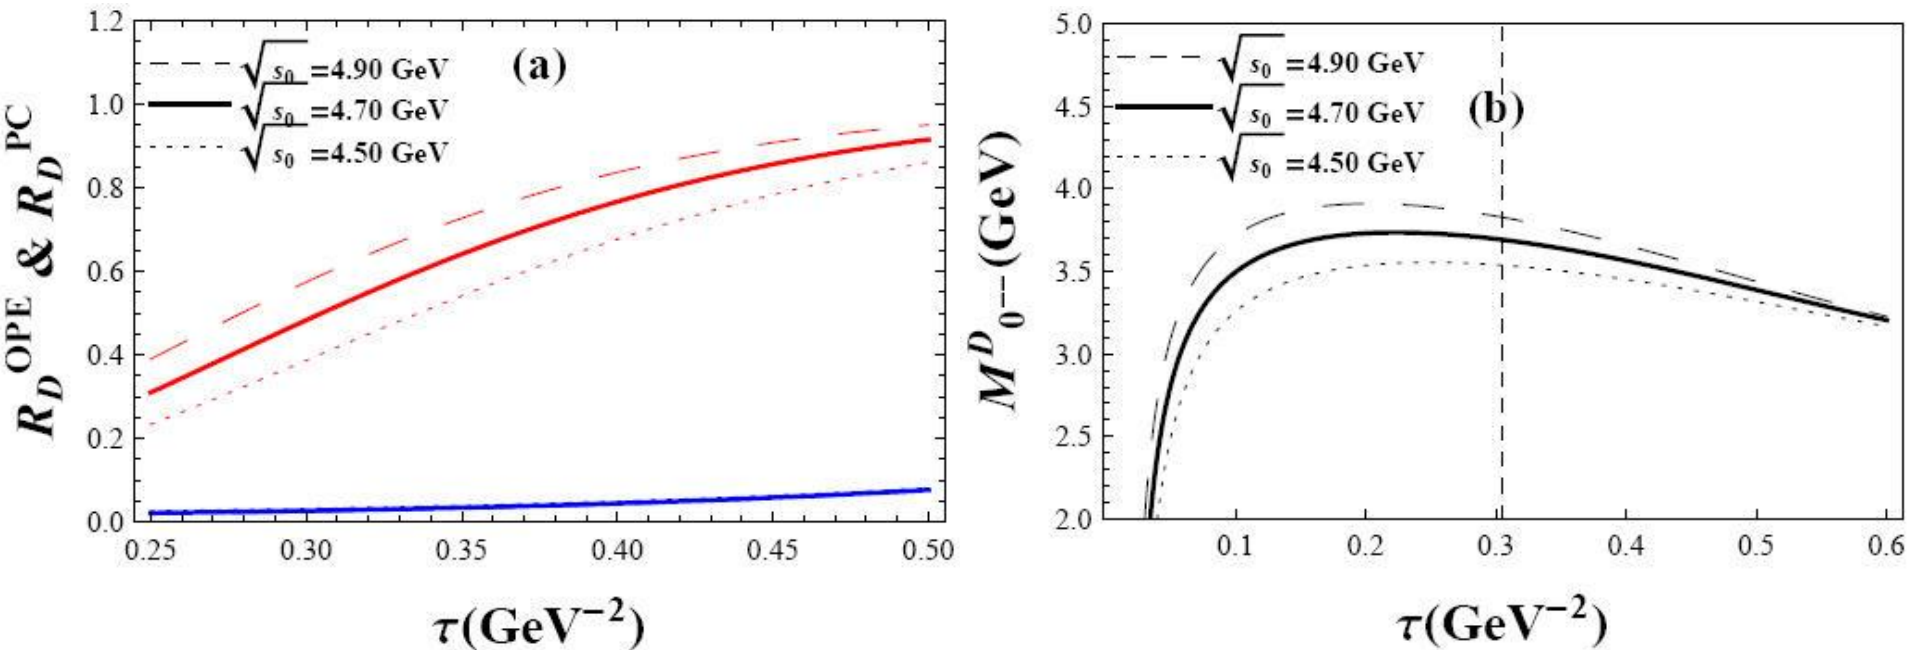 1.2
1.0
0.8
0.6
0.4
0.2
0.0
0.25 0.30 0.35 0.40 0.45 0.50
R_D^OPE & R_D^PC
τ(GeV⁻²)
√s₀ =4.90 GeV
√s₀ =4.70 GeV
√s₀ =4.50 GeV
(a)
5.0
4.5
4.0
3.5
3.0
2.5
2.0
0.1 0.2 0.3 0.4 0.5 0.6
M^D_0-- (GeV)
τ(GeV⁻²)
√s₀ =4.90 GeV
√s₀ =4.70 GeV
√s₀ =4.50 GeV
(b)